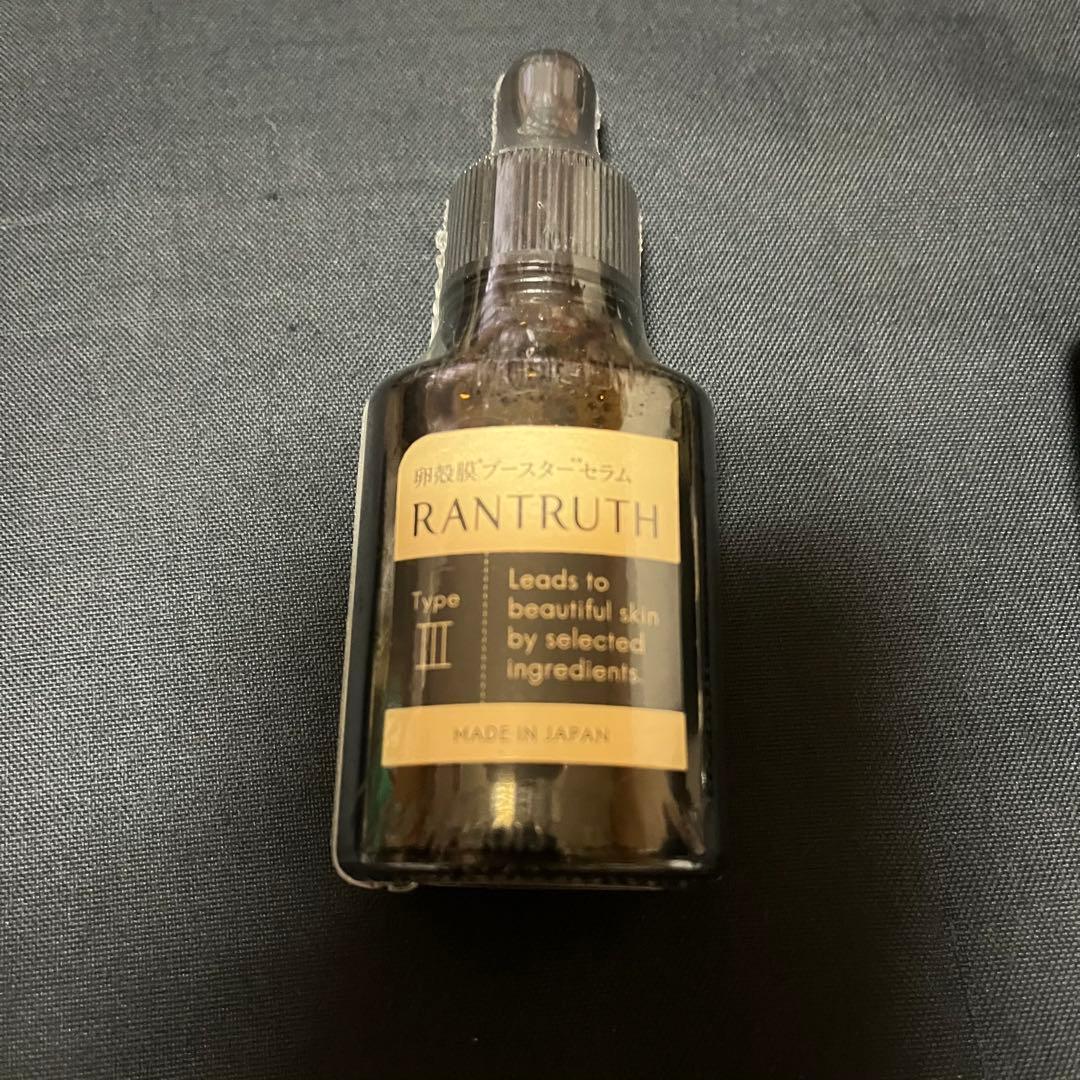 卵殻膜*ブースター**セラム
RANTRUTH
Type
III
Leads to
beautiful skin
by selected
ingredients.
MADE IN JAPAN